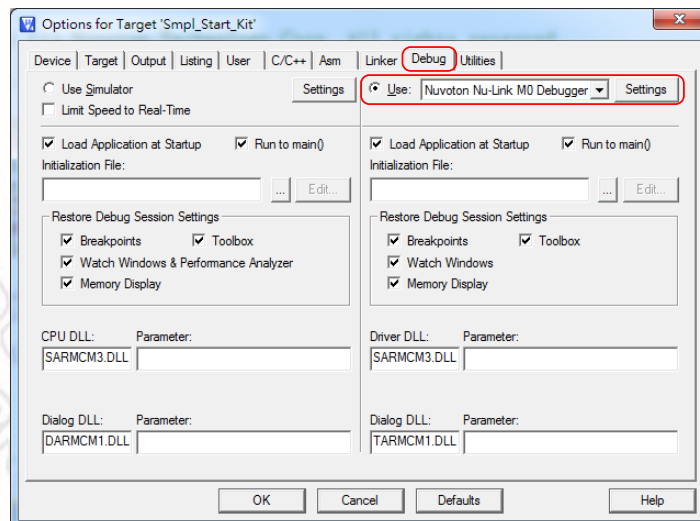 Options for Target 'Smpl_Start_Kit'
Device Target Output Listing User C/C++ Asm Linker Debug Utilities
Use Simulator Settings
Limit Speed to Real-Time
Use: Nuvoton Nu-Link M0 Debugger Settings
Load Application at Startup Run to main()
Initialization File:
... Edit...
Load Application at Startup Run to main()
Initialization File:
... Edit...
Restore Debug Session Settings
Breakpoints Toolbox
Watch Windows & Performance Analyzer
Memory Display
Restore Debug Session Settings
Breakpoints Toolbox
Watch Windows
Memory Display
CPU DLL: Parameter:
SARMCM3.DLL
Driver DLL: Parameter:
SARMCM3.DLL
Dialog DLL: Parameter:
DARMCM1.DLL
Dialog DLL: Parameter:
TARMCM1.DLL
OK Cancel Defaults Help